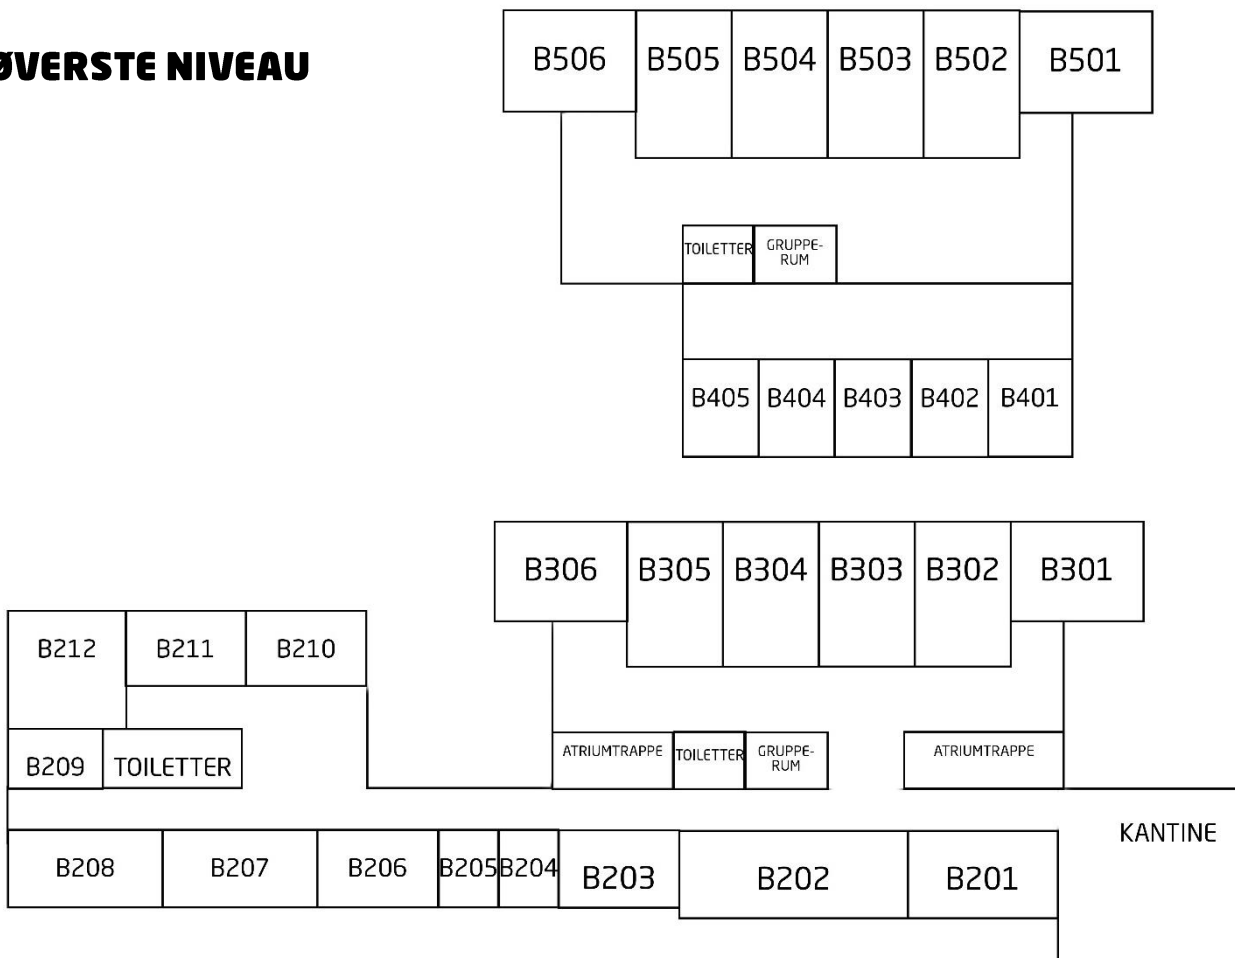 ØVERSTE NIVEAU
B506 B505 B504 B503 B502 B501
TOILETTER GRUPPE-
RUM
B405 B404 B403 B402 B401
B306 B305 B304 B303 B302 B301
B212 B211 B210
ATRIUMTRAPPE TOILETTER GRUPPE-
RUM
ATRIUMTRAPPE
B209 TOILETTER
KANTINE
B208 B207 B206 B205 B204 B203 B202 B201